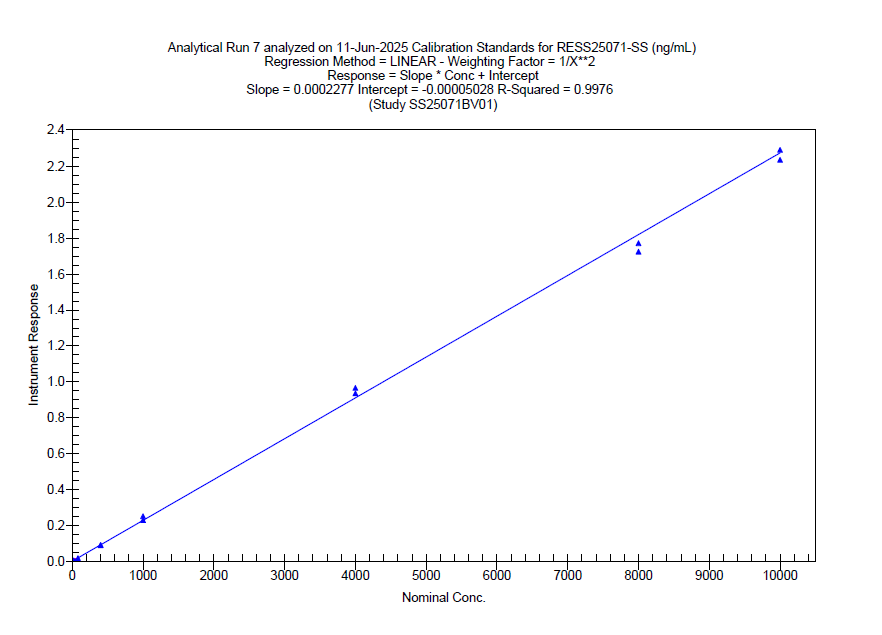 Analytical Run 7 analyzed on 11-Jun-2025 Calibration Standards for RESS25071-SS (ng/mL)
Regression Method = LINEAR - Weighting Factor = 1/X**2
Response = Slope * Conc + Intercept
Slope = 0.0002277 Intercept = -0.00005028 R-Squared = 0.9976
(Study SS25071BV01)
2.4
2.2
2.0
1.8
1.6
1.4
1.2
1.0
0.8
0.6
0.4
0.2
0.0
Instrument Response
0 1000 2000 3000 4000 5000 6000 7000 8000 9000 10000
Nominal Conc.